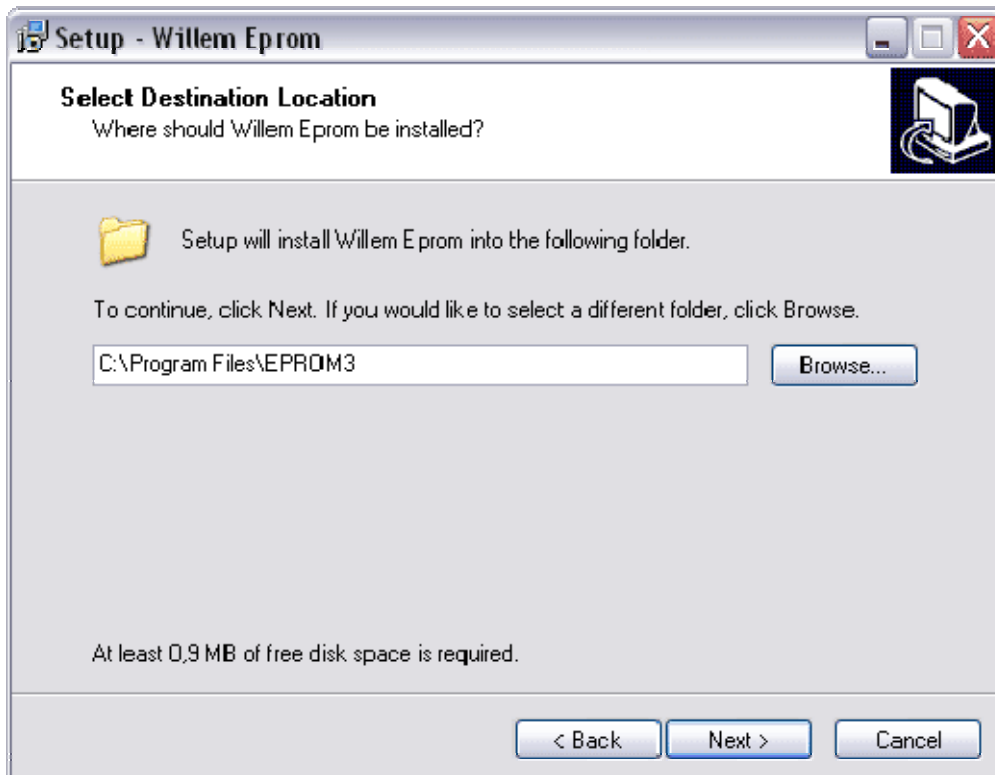 Setup - Willem Eprom
Select Destination Location
Where should Willem Eprom be installed?
Setup will install Willem Eprom into the following folder.
To continue, click Next. If you would like to select a different folder, click Browse.
C:\Program Files\EPROM3
Browse...
At least 0,9 MB of free disk space is required.
< Back Next > Cancel